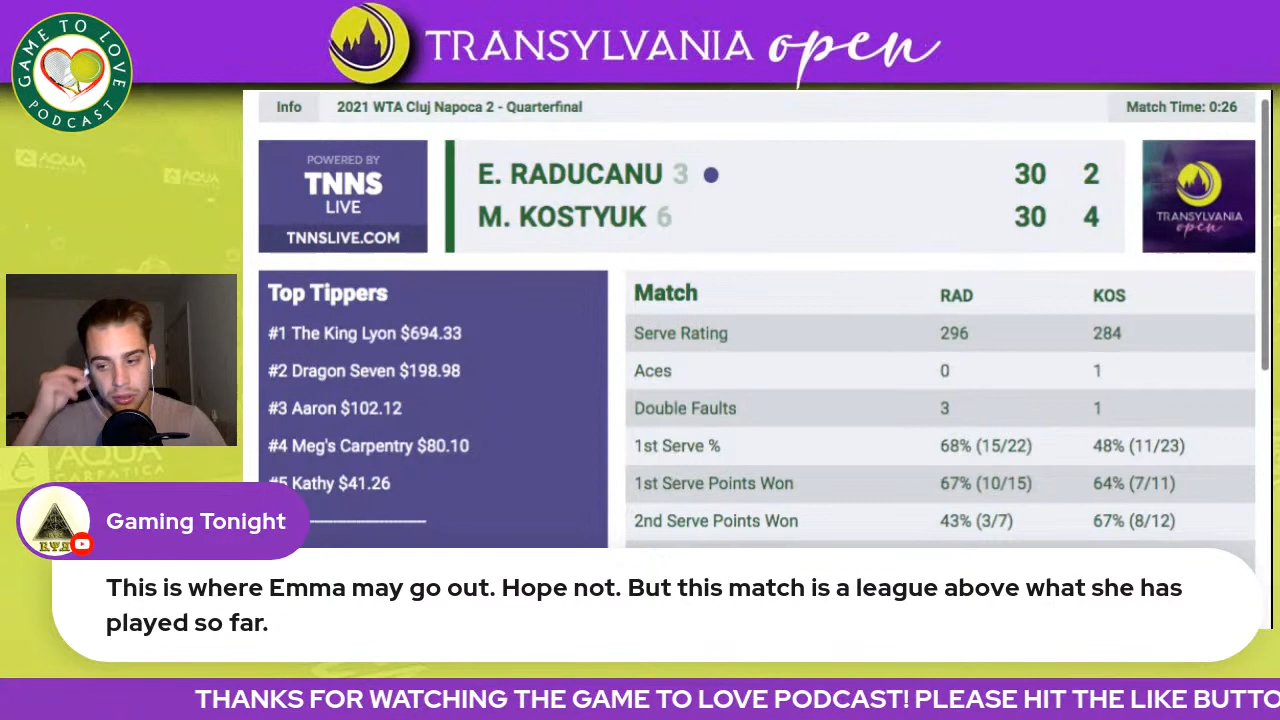 GAME TO LOVE
PODCAST
TRANSYLVANIA open
Info
2021 WTA Cluj Napoca 2 - Quarterfinal
Match Time: 0:26
POWERED BY
TNNS
LIVE
TNNSLIVE.COM
E. RADUCANU 3 30 2
M. KOSTYUK 6 30 4
TRANSYLVANIA
open
AQUA
AQUA
AQUA
CARPATICA
Top Tippers
#1 The King Lyon $694.33
#2 Dragon Seven $198.98
#3 Aaron $102.12
#4 Meg's Carpentry $80.10
#5 Kathy $41.26
Match RAD KOS
Serve Rating 296 284
Aces 0 1
Double Faults 3 1
1st Serve % 68% (15/22) 48% (11/23)
1st Serve Points Won 67% (10/15) 64% (7/11)
2nd Serve Points Won 43% (3/7) 67% (8/12)
Gaming Tonight
This is where Emma may go out. Hope not. But this match is a league above what she has
played so far.
THANKS FOR WATCHING THE GAME TO LOVE PODCAST! PLEASE HIT THE LIKE BUTTO